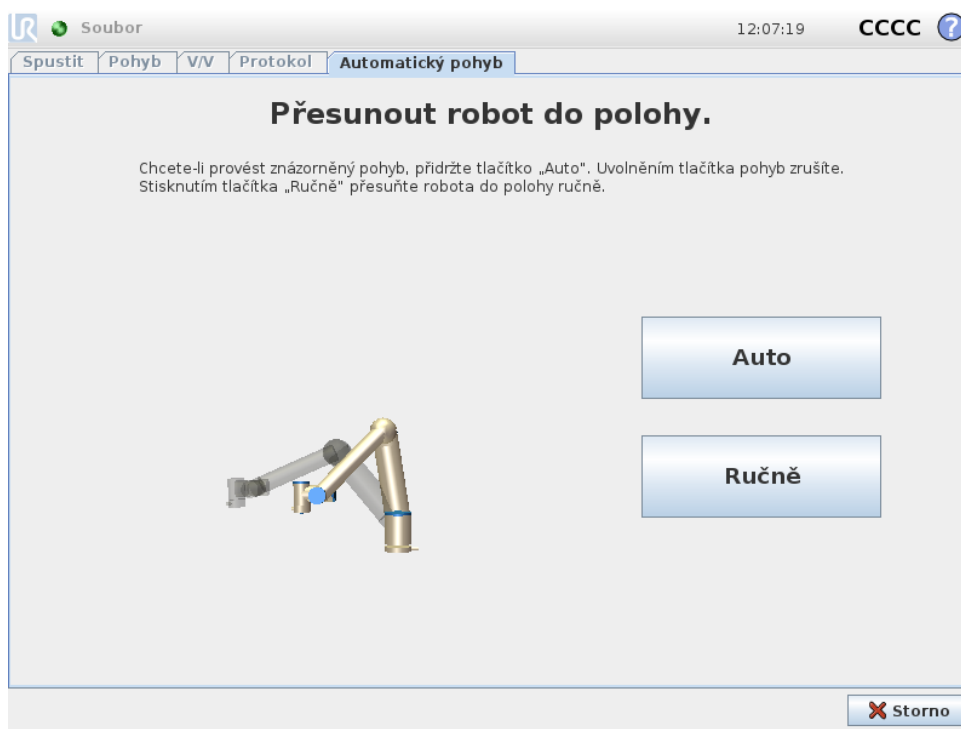 UR Soubor 12:07:19 CCCC ?
Spustit Pohyb V/V Protokol Automatický pohyb
Přesunout robot do polohy.
Chcete-li provést znázorněný pohyb, přidržte tlačítko „Auto". Uvolněním tlačítka pohyb zrušíte.
Stisknutím tlačítka „Ručně" přesuňte robota do polohy ručně.
Auto
Ručně
Storno